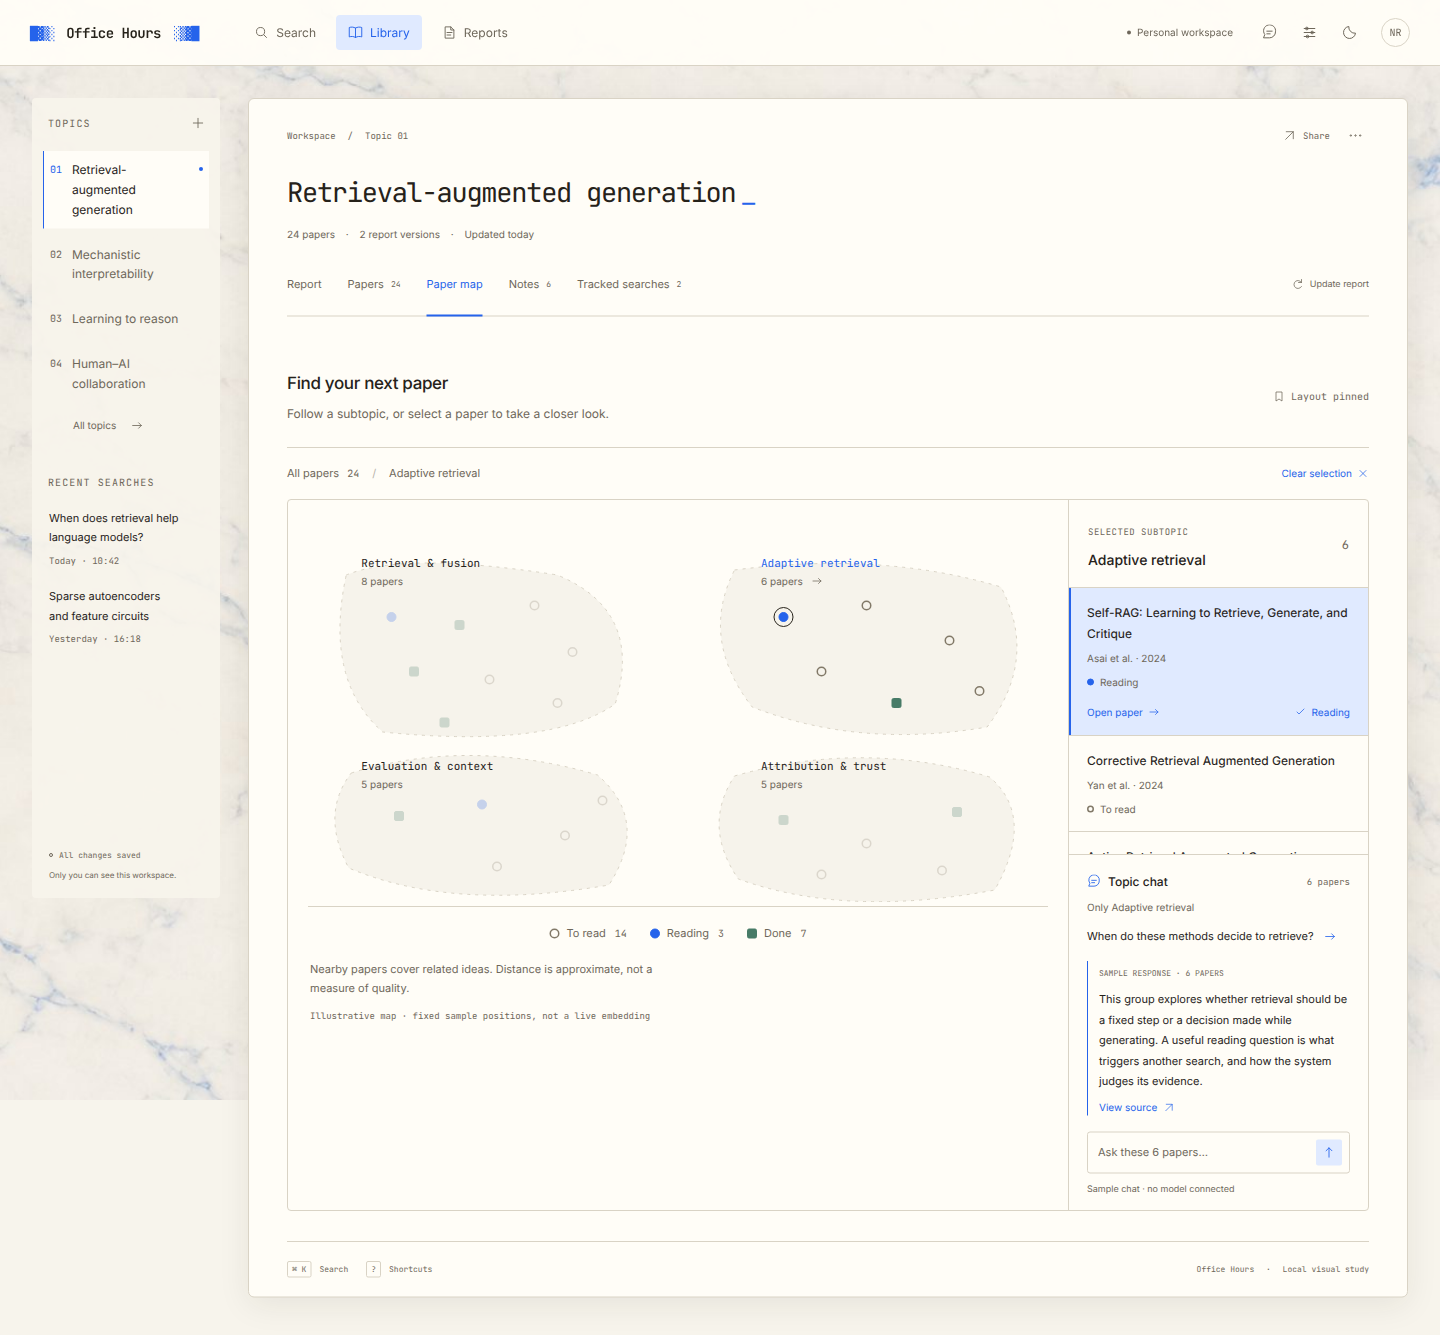 Office Hours
Search
Library
Reports
Personal workspace
NR
TOPICS
01 Retrieval-
augmented
generation
02 Mechanistic
interpretability
03 Learning to reason
04 Human–AI
collaboration
All topics →
RECENT SEARCHES
When does retrieval help
language models?
Today · 10:42
Sparse autoencoders
and feature circuits
Yesterday · 16:18
All changes saved
Only you can see this workspace.
Workspace / Topic 01
Share
Retrieval-augmented generation_
24 papers · 2 report versions · Updated today
Report Papers 24 Paper map Notes 6 Tracked searches 2
Update report
Find your next paper
Follow a subtopic, or select a paper to take a closer look.
Layout pinned
All papers 24 / Adaptive retrieval
Clear selection
Retrieval & fusion
8 papers
Adaptive retrieval
6 papers →
Evaluation & context
5 papers
Attribution & trust
5 papers
To read 14 Reading 3 Done 7
Nearby papers cover related ideas. Distance is approximate, not a
measure of quality.
Illustrative map · fixed sample positions, not a live embedding
SELECTED SUBTOPIC
Adaptive retrieval
6
Self-RAG: Learning to Retrieve, Generate, and
Critique
Asai et al. · 2024
Reading
Open paper →
Reading
Corrective Retrieval Augmented Generation
Yan et al. · 2024
To read
Topic chat
6 papers
Only Adaptive retrieval
When do these methods decide to retrieve? →
SAMPLE RESPONSE · 6 PAPERS
This group explores whether retrieval should be
a fixed step or a decision made while
generating. A useful reading question is what
triggers another search, and how the system
judges its evidence.
View source
Ask these 6 papers...
Sample chat · no model connected
⌘ K Search ? Shortcuts
Office Hours · Local visual study